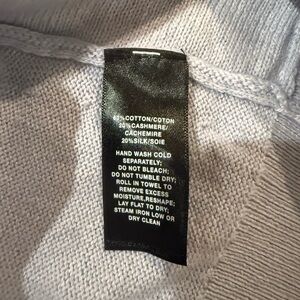 60%COTTON/COTON
20%CASHMERE/
CACHEMIRE
20%SILK/SOIE
HAND WASH COLD
SEPARATELY;
DO NOT BLEACH;
DO NOT TUMBLE DRY;
ROLL IN TOWEL TO
REMOVE EXCESS
MOISTURE,RESHAPE;
LAY FLAT TO DRY;
STEAM IRON LOW OR
DRY CLEAN